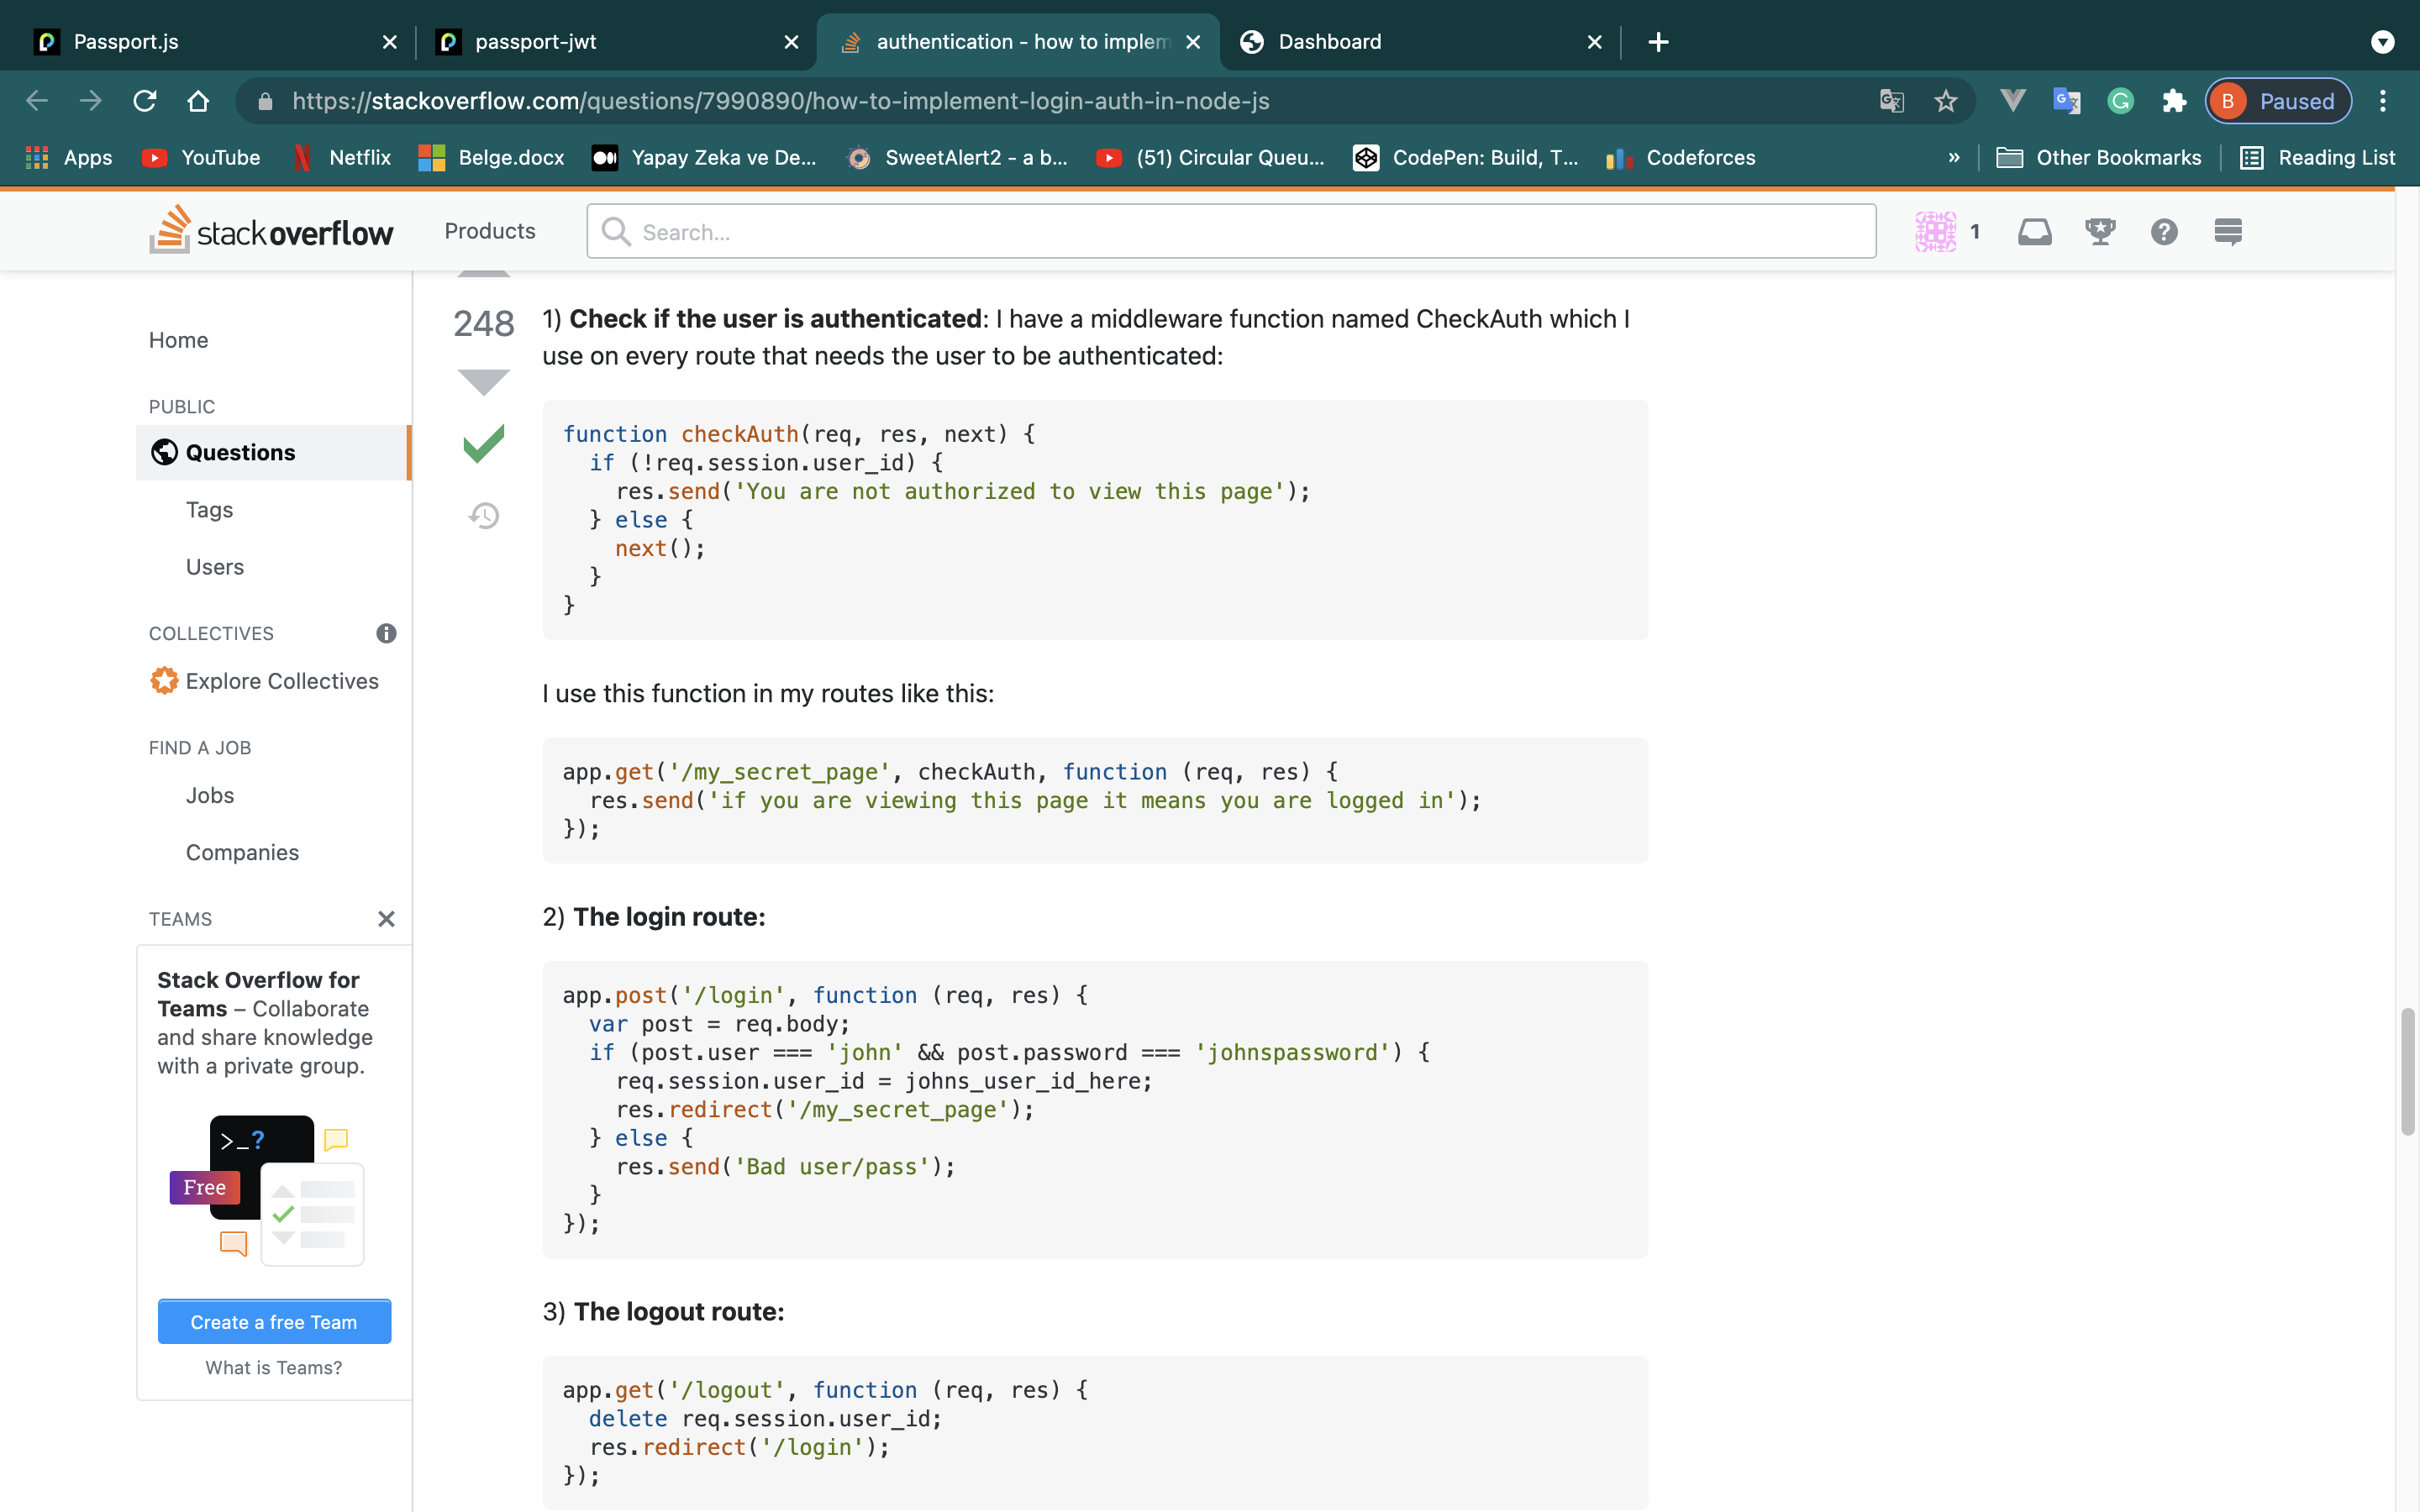 Passport.js
passport-jwt
authentication - how to implem
Dashboard
https://stackoverflow.com/questions/7990890/how-to-implement-login-auth-in-node-js
B Paused
Apps
YouTube
Netflix
Belge.docx
Yapay Zeka ve De...
SweetAlert2 - a b...
(51) Circular Queu...
CodePen: Build, T...
Codeforces
»
Other Bookmarks
Reading List
stackoverflow
Products
Search...
1
Home
PUBLIC
Questions
Tags
Users
COLLECTIVES
Explore Collectives
FIND A JOB
Jobs
Companies
TEAMS
Stack Overflow for
Teams – Collaborate
and share knowledge
with a private group.
>_?
Free
Create a free Team
What is Teams?
248
1) Check if the user is authenticated: I have a middleware function named CheckAuth which I
use on every route that needs the user to be authenticated:
function checkAuth(req, res, next) {
  if (!req.session.user_id) {
    res.send('You are not authorized to view this page');
  } else {
    next();
  }
}
I use this function in my routes like this:
app.get('/my_secret_page', checkAuth, function (req, res) {
  res.send('if you are viewing this page it means you are logged in');
});
2) The login route:
app.post('/login', function (req, res) {
  var post = req.body;
  if (post.user === 'john' && post.password === 'johnspassword') {
    req.session.user_id = johns_user_id_here;
    res.redirect('/my_secret_page');
  } else {
    res.send('Bad user/pass');
  }
});
3) The logout route:
app.get('/logout', function (req, res) {
  delete req.session.user_id;
  res.redirect('/login');
});